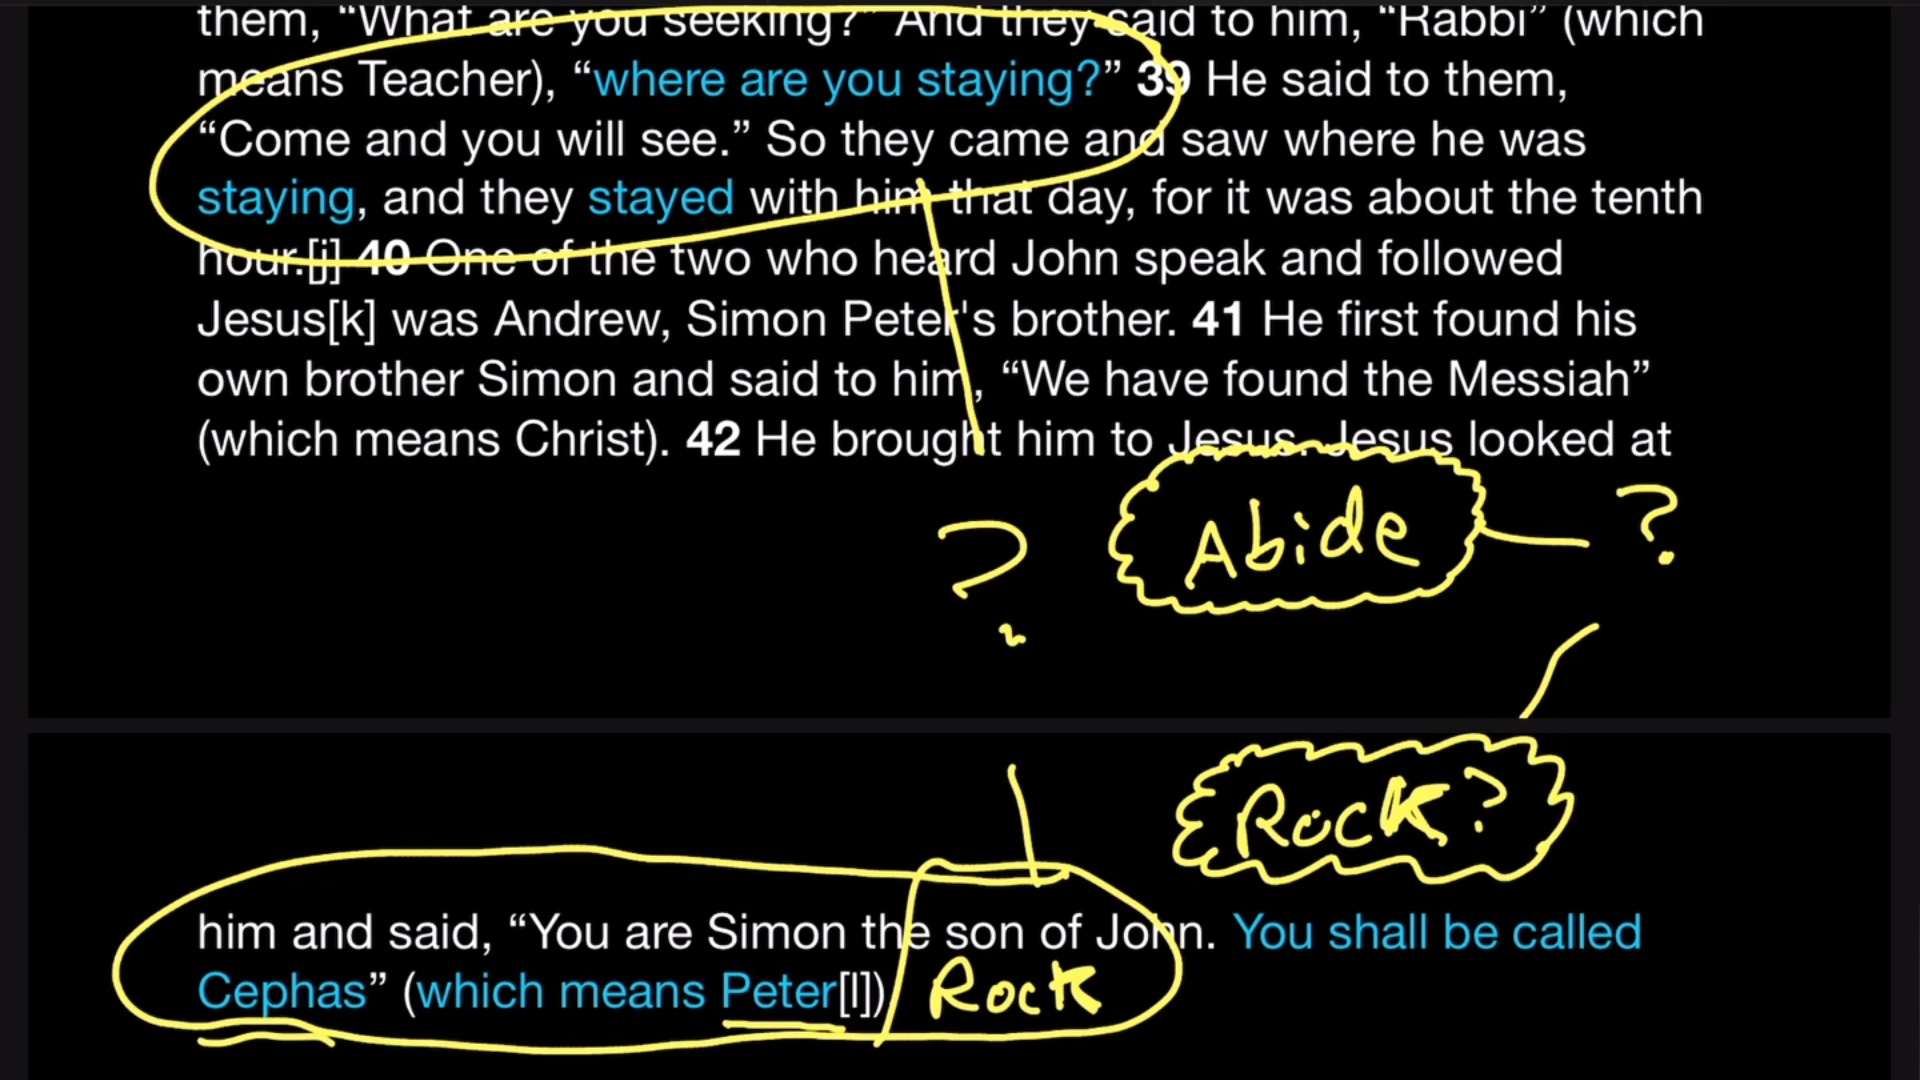 them, “What are you seeking?” And they said to him, “Rabbi” (which
means Teacher), “where are you staying?” 39 He said to them,
“Come and you will see.” So they came and saw where he was
staying, and they stayed with him that day, for it was about the tenth
hour.[j] 40 One of the two who heard John speak and followed
Jesus[k] was Andrew, Simon Peter's brother. 41 He first found his
own brother Simon and said to him, “We have found the Messiah”
(which means Christ). 42 He brought him to Jesus. Jesus looked at
? Abide ?
Rock?
him and said, “You are Simon the son of John. You shall be called
Cephas” (which means Peter[l]) Rock